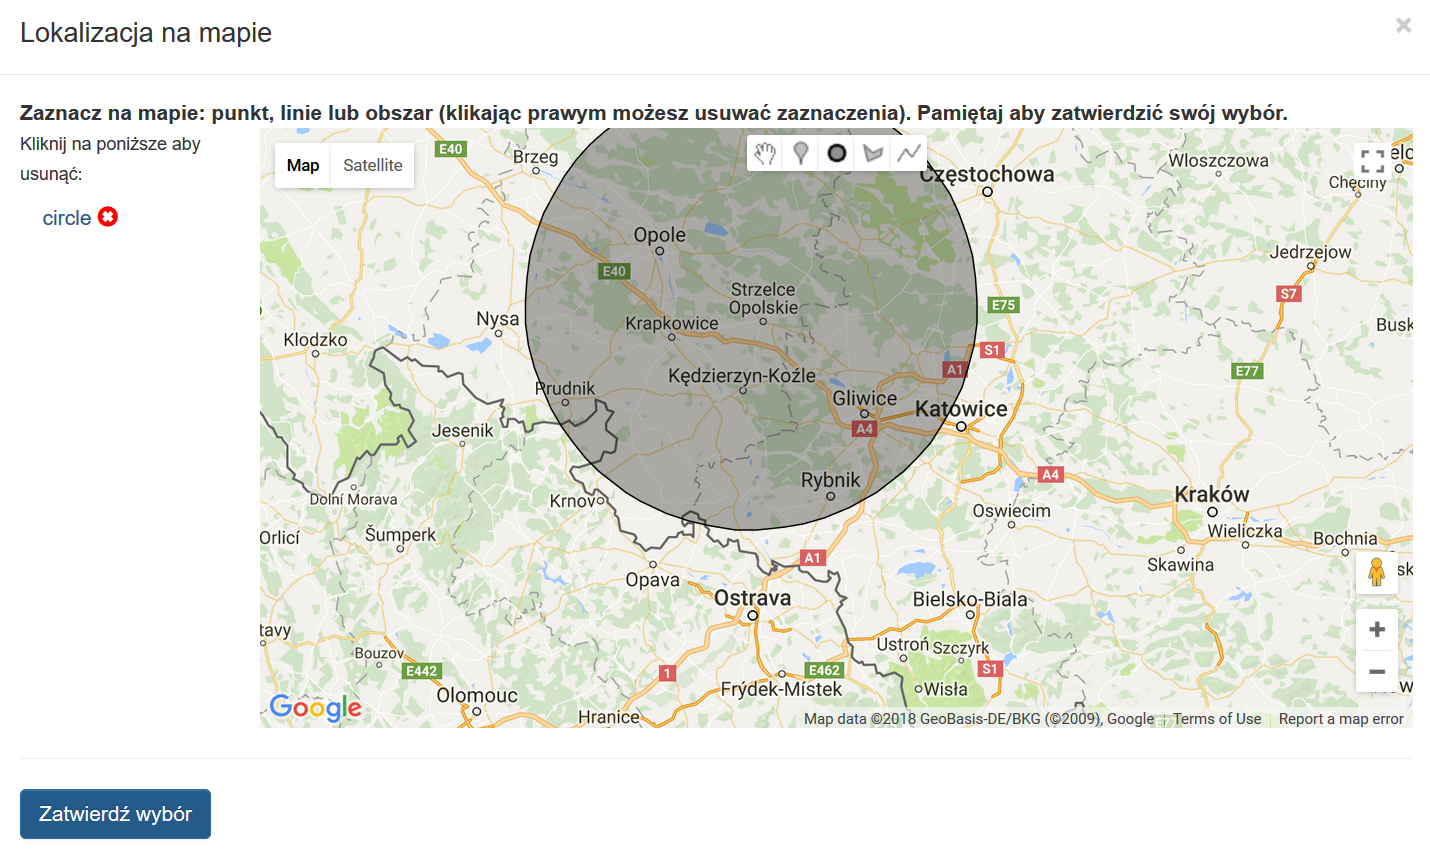 Lokalizacja na mapie
×
Zaznacz na mapie: punkt, linie lub obszar (klikając prawym możesz usuwać zaznaczenia). Pamiętaj aby zatwierdzić swój wybór.
Kliknij na poniższe aby
usunąć:
circle
Map
Satellite
E40
Brzeg
Częstochowa
Wloszczowa
Chęciny
Opole
E40
Jedrzejow
S7
Strzelce
Opolskie
E75
Nysa
Krapkowice
Klodzko
S1
E77
Kędzierzyn-Koźle
A1
Prudnik
Gliwice
Katowice
A4
Jesenik
A4
Rybnik
Dolní Morava
Krnov
Kraków
Oswiecim
Orlicí
Šumperk
Wieliczka
Bochnia
A1
Skawina
Opava
Ostrava
Bielsko-Biala
tavy
Ustroń
Szczyrk
Bouzov
E442
1
E462
S1
Olomouc
Frýdek-Místek
Wisła
Google
Hranice
Map data ©2018 GeoBasis-DE/BKG (©2009), Google
Terms of Use
Report a map error
Zatwierdź wybór